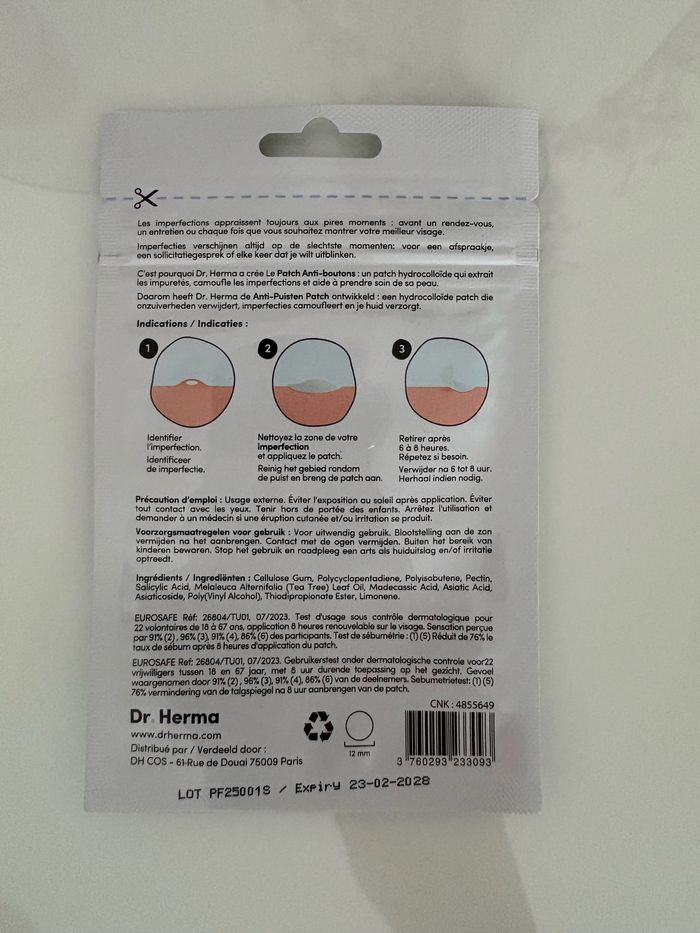 Les imperfections appraissent toujours aux pires moments : avant un rendez-vous,
un entretien ou chaque fois que vous souhaitez montrer votre meilleur visage.
Imperfecties verschijnen altijd op de slechtste momenten: voor een afspraakje,
een sollicitatiegesprek of elke keer dat je wilt uitblinken.
C'est pourquoi Dr. Herma a crée Le Patch Anti-boutons : un patch hydrocolloïde qui extrait
les impuretés, camoufle les imperfections et aide à prendre soin de sa peau.
Daarom heeft Dr. Herma de Anti-Puisten Patch ontwikkeld : een hydrocolloïde patch die
onzuiverheden verwijdert, imperfecties camoufleert en je huid verzorgt.
Indications / Indicaties :
1
2
3
Identifier
l'imperfection.
Identificeer
de imperfectie.
Nettoyez la zone de votre
imperfection
et appliquez le patch.
Reinig het gebied rondom
de puist en breng de patch aan.
Retirer après
6 à 8 heures.
Répetez si besoin.
Verwijder na 6 tot 8 uur.
Herhaal indien nodig.
Précaution d'emploi : Usage externe. Éviter l'exposition au soleil après application. Éviter
tout contact avec les yeux. Tenir hors de portée des enfants. Arrêtez l'utilisation et
demander à un médecin si une éruption cutanée et/ou irritation se produit.
Voorzorgsmaatregelen voor gebruik : Voor uitwendig gebruik. Blootstelling aan de zon
vermijden na het aanbrengen. Contact met de ogen vermijden. Buiten het bereik van
kinderen bewaren. Stop het gebruik en raadpleeg een arts als huiduitslag en/of irritatie
optreedt.
Ingrédients / Ingrediënten : Cellulose Gum, Polycyclopentadiene, Polyisobutene, Pectin,
Salicylic Acid, Melaleuca Alternifolia (Tea Tree) Leaf Oil, Madecassic Acid, Asiatic Acid,
Asiaticoside, Poly(Vinyl Alcohol), Thiodipropionate Ester, Limonene.
EUROSAFE Réf: 26804/TU01, 07/2023. Test d'usage sous contrôle dermatologique pour
22 volontaires de 18 à 67 ans, application 8 heures renouvelable sur le visage. Sensation perçue
par 91% (2) , 96% (3), 91% (4), 86% (6) des participants. Test de sébumétrie : (1) (5) Réduit de 76% le
taux de sébum après 8 heures d'application du patch.
EUROSAFE Ref: 26804/TU01, 07/2023. Gebruikerstest onder dermatologische controle voor22
vrijwilligers tussen 18 en 67 jaar, met 8 uur durende toepassing op het gezicht. Gevoel
waargenomen door 91% (2) , 96% (3), 91% (4), 86% (6) van de deelnemers. Sebumetrietest: (1) (5)
76% vermindering van de talgspiegel na 8 uur aanbrengen van de patch.
CNK : 4855649
Dr. Herma
www.drherma.com
Distribué par / Verdeeld door :
DH COS - 61-Rue de Douai 75009 Paris
12 mm
3 760293 233093
LOT PF25001S / Expiry 23-02-2028